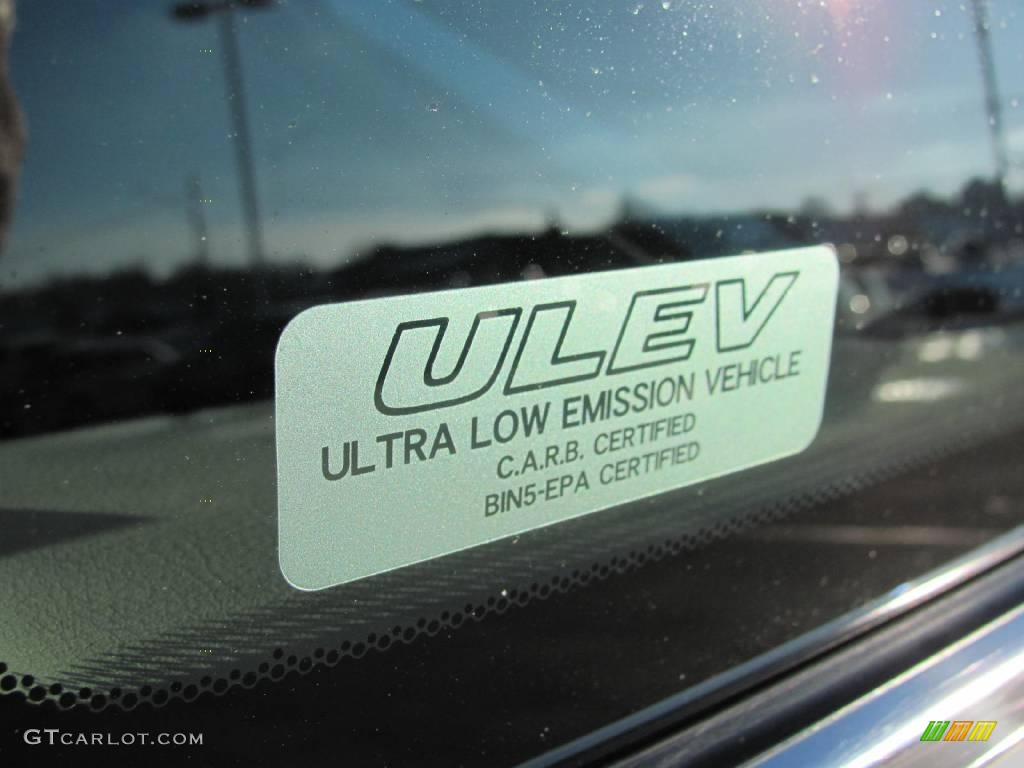 ULEV
ULTRA LOW EMISSION VEHICLE
C.A.R.B. CERTIFIED
BIN5-EPA CERTIFIED
GTCARLOT.COM